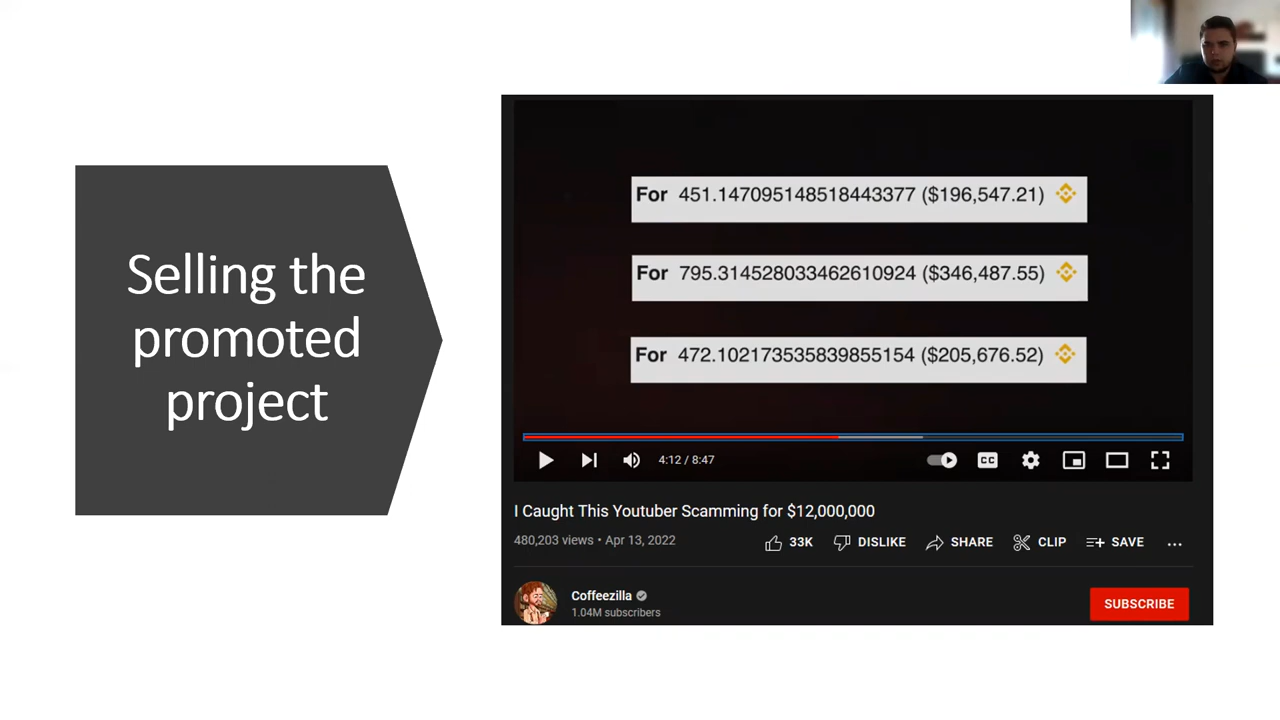 Selling the
promoted
project
For 451.147095148518443377 ($196,547.21)
For 795.314528033462610924 ($346,487.55)
For 472.102173535839855154 ($205,676.52)
4:12 / 8:47
CC
I Caught This Youtuber Scamming for $12,000,000
480,203 views • Apr 13, 2022
33K DISLIKE SHARE CLIP SAVE ...
Coffeezilla
1.04M subscribers
SUBSCRIBE